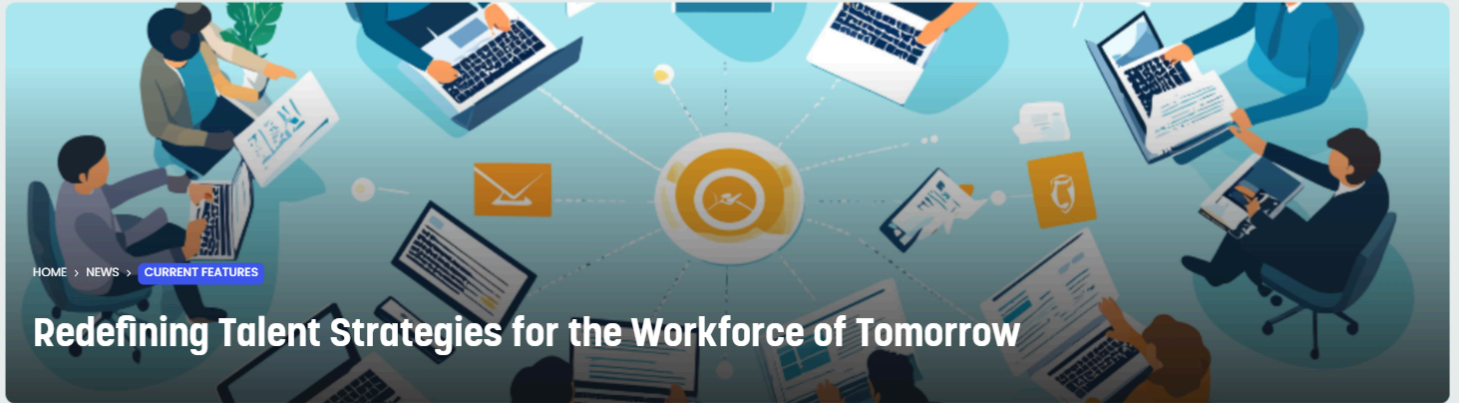 HOME > NEWS > CURRENT FEATURES
Redefining Talent Strategies for the Workforce of Tomorrow